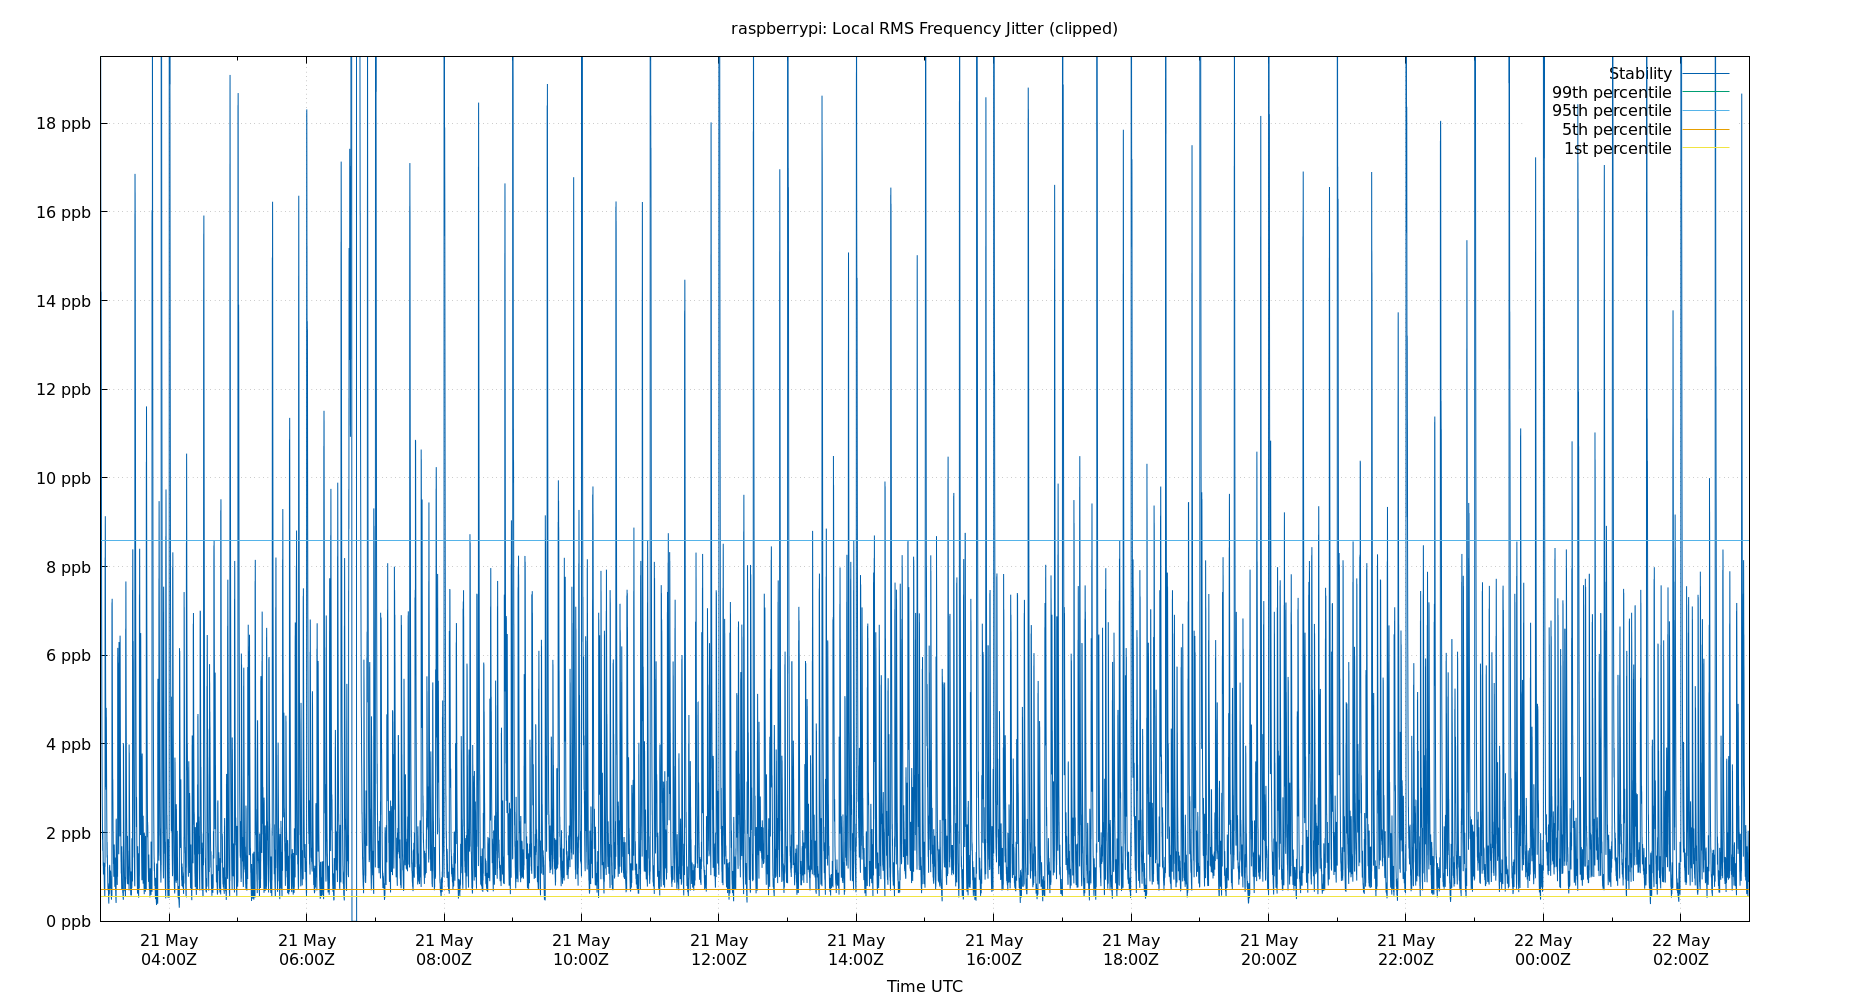 raspberrypi: Local RMS Frequency Jitter (clipped)
Stability
99th percentile
95th percentile
5th percentile
1st percentile
18 ppb
16 ppb
14 ppb
12 ppb
10 ppb
8 ppb
6 ppb
4 ppb
2 ppb
0 ppb
21 May 21 May 21 May 21 May 21 May 21 May 21 May 21 May 21 May 21 May 22 May 22 May
04:00Z 06:00Z 08:00Z 10:00Z 12:00Z 14:00Z 16:00Z 18:00Z 20:00Z 22:00Z 00:00Z 02:00Z
Time UTC